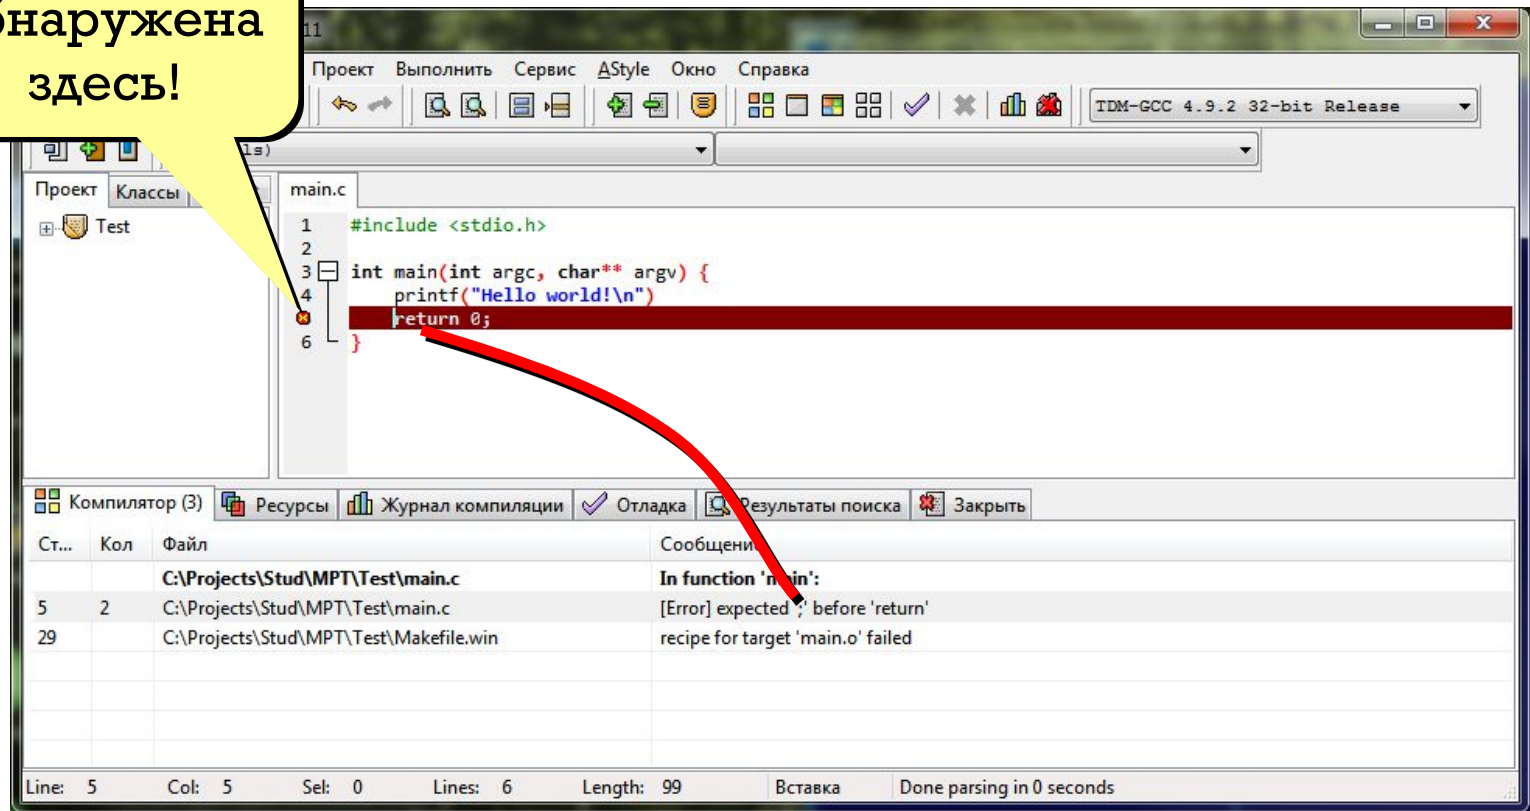 бнаружена
здесь!
11
Проект Выполнить Сервис AStyle Окно Справка
TDM-GCC 4.9.2 32-bit Release
ls)
Проект Классы
main.c
Test
1 #include <stdio.h>
2
3 int main(int argc, char** argv) {
4 printf("Hello world!\n")
return 0;
6 }
Компилятор (3) Ресурсы Журнал компиляции Отладка Результаты поиска Закрыть
Ст... Кол Файл Сообщение
C:\Projects\Stud\MPT\Test\main.c In function 'main':
5 2 C:\Projects\Stud\MPT\Test\main.c [Error] expected ';' before 'return'
29 C:\Projects\Stud\MPT\Test\Makefile.win recipe for target 'main.o' failed
Line: 5 Col: 5 Sel: 0 Lines: 6 Length: 99 Вставка Done parsing in 0 seconds